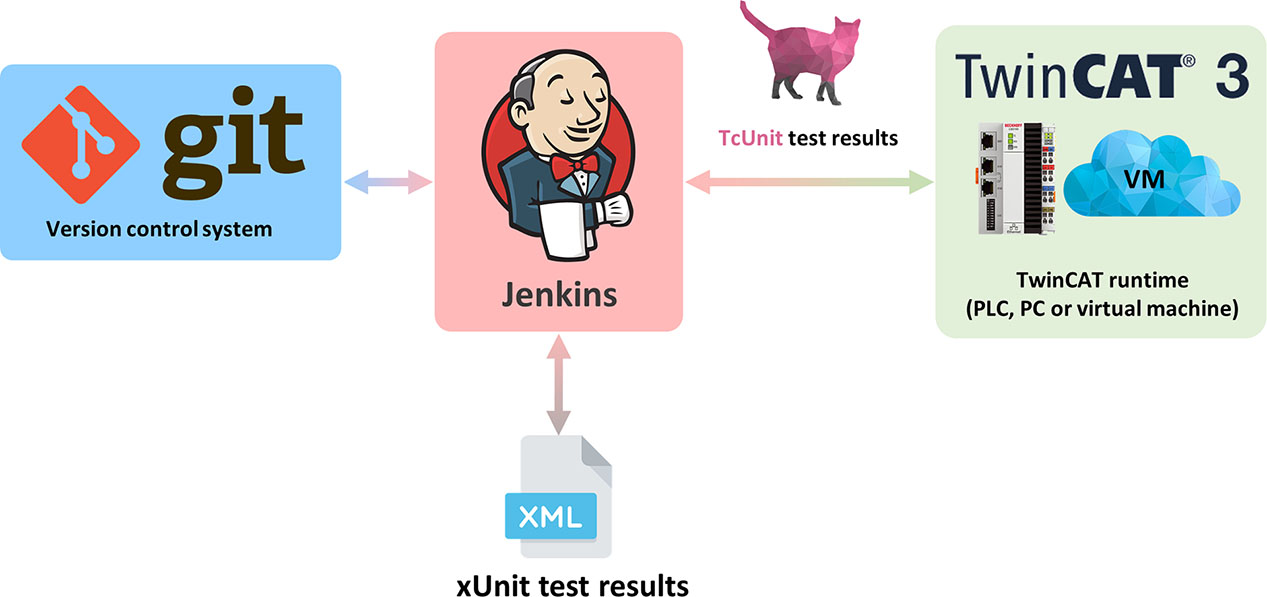 git
Version control system
Jenkins
TcUnit test results
TwinCAT® 3
BECKHOFF
VM
TwinCAT runtime
(PLC, PC or virtual machine)
XML
xUnit test results